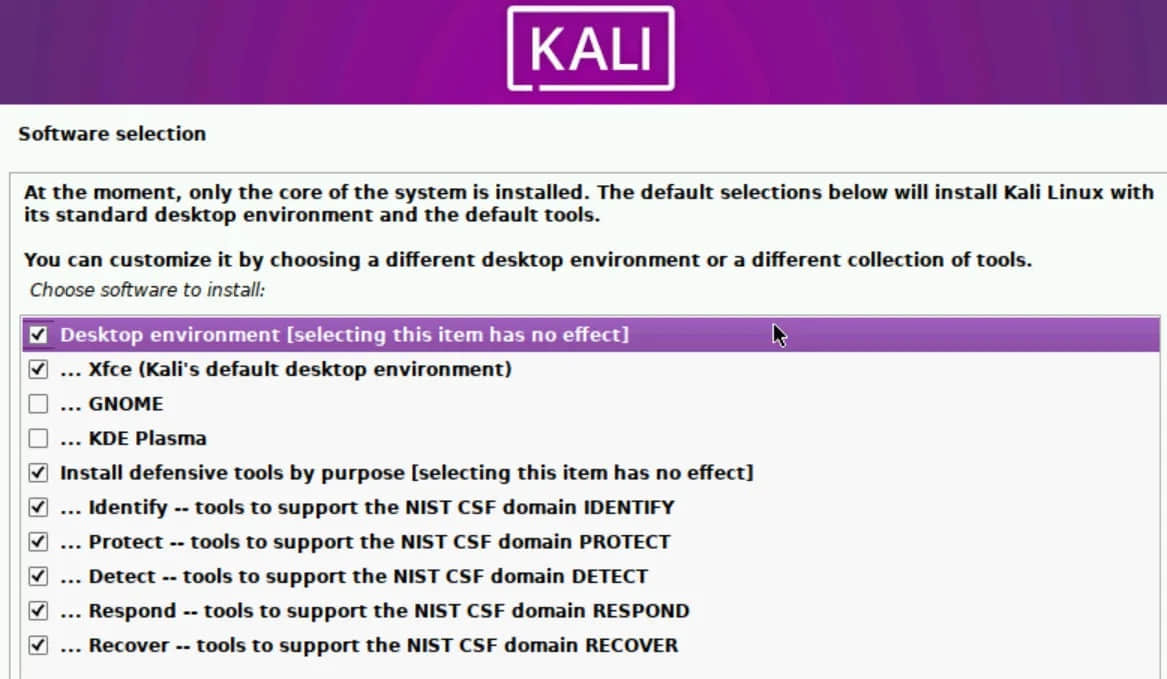 KALI
Software selection
At the moment, only the core of the system is installed. The default selections below will install Kali Linux with
its standard desktop environment and the default tools.
You can customize it by choosing a different desktop environment or a different collection of tools.
Choose software to install:
Desktop environment [selecting this item has no effect]
... Xfce (Kali's default desktop environment)
... GNOME
... KDE Plasma
Install defensive tools by purpose [selecting this item has no effect]
... Identify -- tools to support the NIST CSF domain IDENTIFY
... Protect -- tools to support the NIST CSF domain PROTECT
... Detect -- tools to support the NIST CSF domain DETECT
... Respond -- tools to support the NIST CSF domain RESPOND
... Recover -- tools to support the NIST CSF domain RECOVER